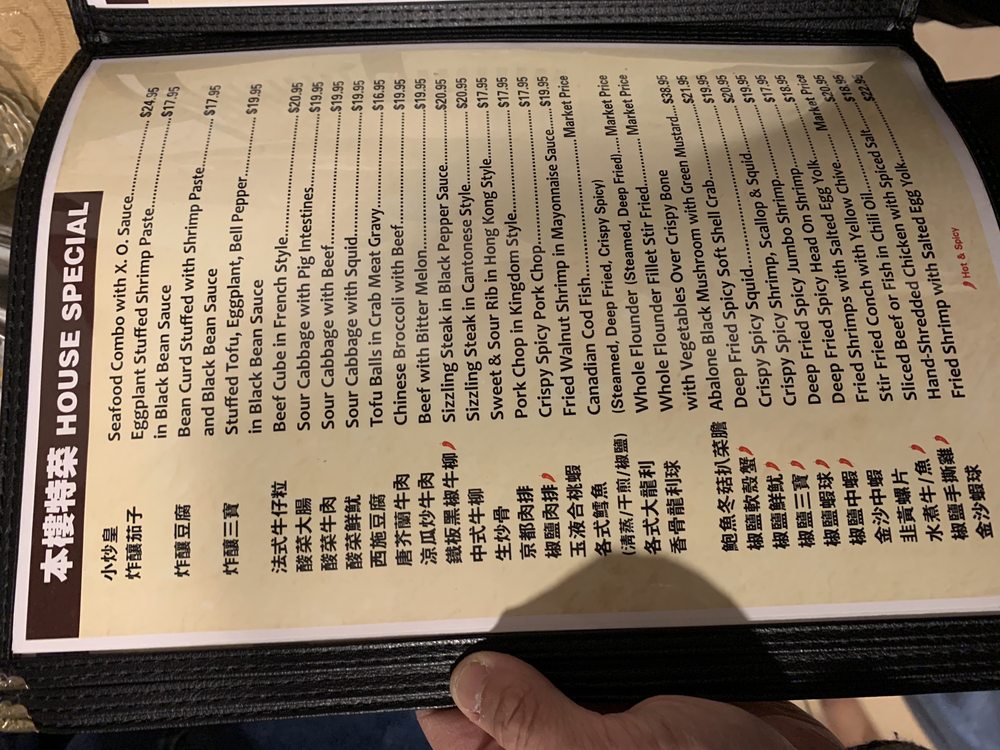 本樓特菜 HOUSE SPECIAL
小炒皇 Seafood Combo with X. O. Sauce........ $24.95
炸釀茄子 Eggplant Stuffed Shrimp Paste........ $17.95
in Black Bean Sauce
炸釀豆腐 Bean Curd Stuffed with Shrimp Paste........ $17.95
and Black Bean Sauce
炸釀三寶 Stuffed Tofu, Eggplant, Bell Pepper........ $19.95
in Black Bean Sauce
法式牛仔粒 Beef Cube in French Style........ $20.95
酸菜大腸 Sour Cabbage with Pig Intestines........ $19.95
酸菜牛肉 Sour Cabbage with Beef........ $19.95
酸菜鮮魷 Sour Cabbage with Squid........ $19.95
西施豆腐 Tofu Balls in Crab Meat Gravy........ $16.95
唐芥蘭牛肉 Chinese Broccoli with Beef........ $19.95
涼瓜炒牛肉 Beef with Bitter Melon........ $19.95
鐵板黑椒牛柳 Sizzling Steak in Black Pepper Sauce........ $20.95
中式牛柳 Sizzling Steak in Cantonese Style........ $20.95
生炒骨 Sweet & Sour Rib in Hong Kong Style........ $17.95
京都肉排 Pork Chop in Kingdom Style........ $17.95
椒鹽肉排 Crispy Spicy Pork Chop........ $17.95
玉液合桃蝦 Fried Walnut Shrimp in Mayonnaise Sauce........ $19.95
各式鱈魚 Canadian Cod Fish........ Market Price
(清蒸/干煎/椒鹽) (Steamed, Deep Fried, Crispy Spicy)
各式大龍利 Whole Flounder (Steamed, Deep Fried)........ Market Price
香骨龍利球 Whole Flounder Fillet Stir Fried........ Market Price
with Vegetables Over Crispy Bone
鮑魚冬菇扒菜膽 Abalone Black Mushroom with Green Mustard........ $38.95
椒鹽軟殼蟹 Deep Fried Spicy Soft Shell Crab........ $21.95
椒鹽鮮魷 Crispy Spicy Squid........ $19.95
椒鹽三寶 Crispy Spicy Shrimp, Scallop & Squid........ $20.95
椒鹽蝦球 Deep Fried Spicy Jumbo Shrimp........ $19.95
椒鹽中蝦 Deep Fried Spicy Head On Shrimp........ $17.95
金沙中蝦 Fried Shrimps with Salted Egg Yolk........ $18.95
韭黃螺片 Stir Fried Conch with Yellow Chive........ Market Price
水煮牛/魚 Sliced Beef or Fish in Chili Oil........ $20.95
椒鹽手撕雞 Hand-Shredded Chicken with Spiced Salt........ $18.95
金沙蝦球 Fried Shrimp with Salted Egg Yolk........ $22.95
Hot & Spicy